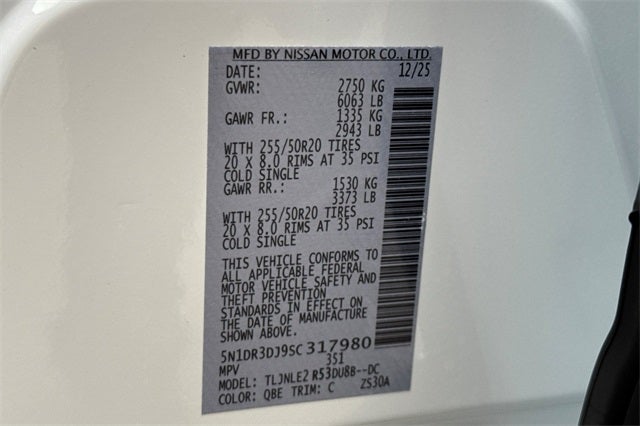 MFD BY NISSAN MOTOR CO., LTD.
DATE: 12/25
GVWR: 2750 KG
6063 LB
GAWR FR.: 1335 KG
2943 LB
WITH 255/50R20 TIRES
20 X 8.0 RIMS AT 35 PSI
COLD SINGLE
GAWR RR.: 1530 KG
3373 LB
WITH 255/50R20 TIRES
20 X 8.0 RIMS AT 35 PSI
COLD SINGLE
THIS VEHICLE CONFORMS TO
ALL APPLICABLE FEDERAL
MOTOR VEHICLE SAFETY AND
THEFT PREVENTION
STANDARDS IN EFFECT ON
THE DATE OF MANUFACTURE
SHOWN ABOVE.
5N1DR3DJ9SC317980
MPV 351
MODEL: TLJNLE2 R53DU8B--DC
COLOR: QBE TRIM: C ZS30A